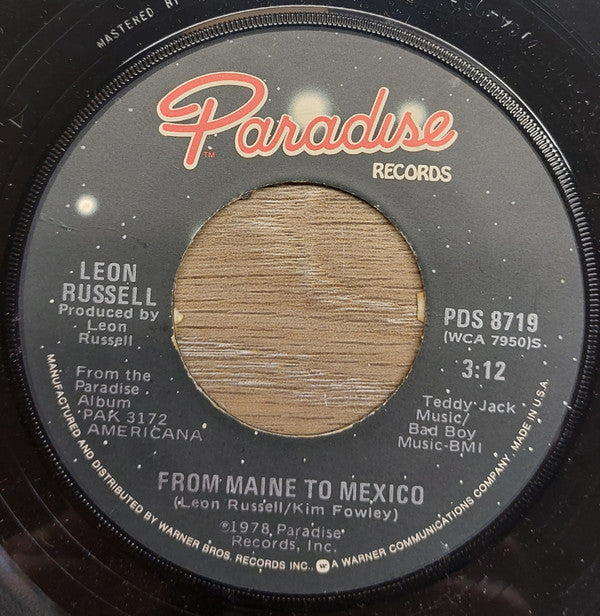 MASTERED BY
Paradise
TM
RECORDS
LEON
RUSSELL
Produced by
Leon
Russell
From the
Paradise
Album
PAK 3172
AMERICANA
PDS 8719
(WCA 7950)S
3:12
Teddy Jack
Music/
Bad Boy
Music-BMI
FROM MAINE TO MEXICO
(Leon Russell/Kim Fowley)
℗1978 Paradise
Records, Inc.
MANUFACTURED AND DISTRIBUTED BY WARNER BROS. RECORDS INC. W A WARNER COMMUNICATIONS COMPANY. MADE IN U.S.A.